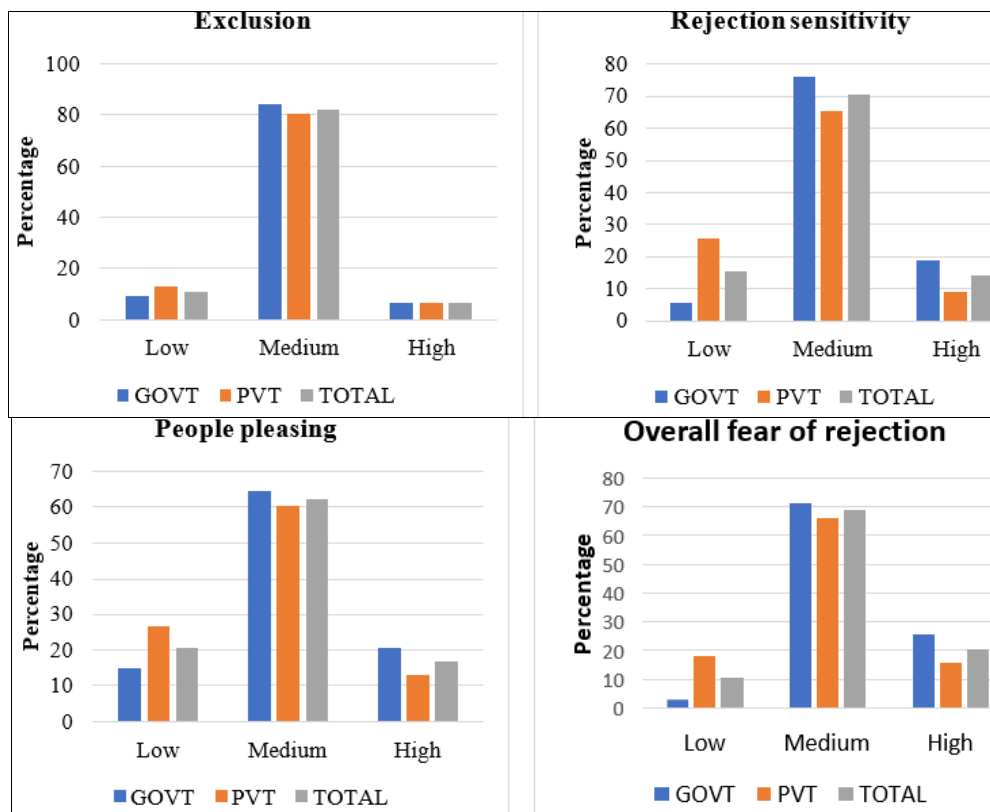 Exclusion
Percentage
100
80
60
40
20
0
Low Medium High
GOVT PVT TOTAL
Rejection sensitivity
Percentage
80
70
60
50
40
30
20
10
0
Low Medium High
GOVT PVT TOTAL
People pleasing
Percentage
70
60
50
40
30
20
10
0
Low Medium High
GOVT PVT TOTAL
Overall fear of rejection
Percentage
80
70
60
50
40
30
20
10
0
Low Medium High
GOVT PVT TOTAL